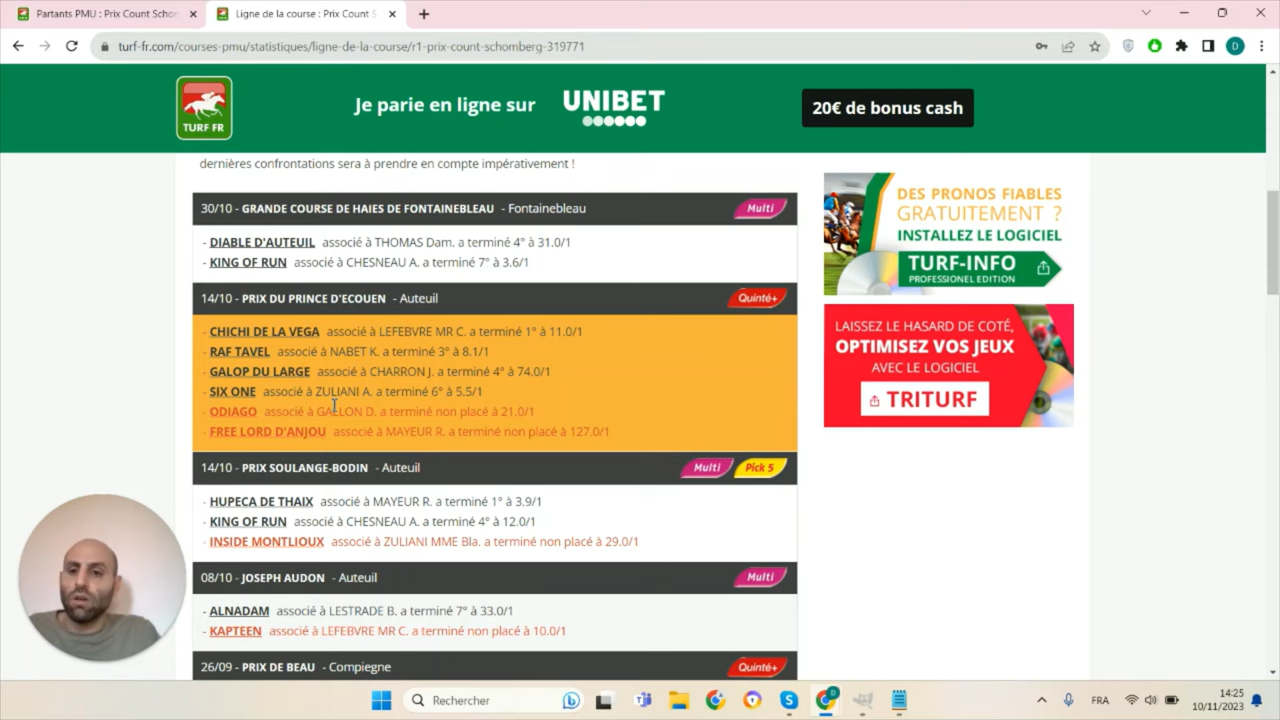 Partants PMU : Prix Count Schom
Ligne de la course : Prix Count S
turf-fr.com/courses-pmu/statistiques/ligne-de-la-course/r1-prix-count-schomberg-319771
D
TURF FR
Je parie en ligne sur
UNIBET
20€ de bonus cash
dernières confrontations sera à prendre en compte impérativement !
30/10 - GRANDE COURSE DE HAIES DE FONTAINEBLEAU - Fontainebleau
Multi
- DIABLE D'AUTEUIL associé à THOMAS Dam. a terminé 4° à 31.0/1
- KING OF RUN associé à CHESNEAU A. a terminé 7° à 3.6/1
14/10 - PRIX DU PRINCE D'ECOUEN - Auteuil
Quinté+
- CHICHI DE LA VEGA associé à LEFEBVRE MR C. a terminé 1° à 11.0/1
- RAF TAVEL associé à NABET K. a terminé 3° à 8.1/1
- GALOP DU LARGE associé à CHARRON J. a terminé 4° à 74.0/1
- SIX ONE associé à ZULIANI A. a terminé 6° à 5.5/1
- ODIAGO associé à GALLON D. a terminé non placé à 21.0/1
- FREE LORD D'ANJOU associé à MAYEUR R. a terminé non placé à 127.0/1
14/10 - PRIX SOULANGE-BODIN - Auteuil
Multi Pick 5
- HUPECA DE THAIX associé à MAYEUR R. a terminé 1° à 3.9/1
- KING OF RUN associé à CHESNEAU A. a terminé 4° à 12.0/1
- INSIDE MONTLIOUX associé à ZULIANI MME Bla. a terminé non placé à 29.0/1
08/10 - JOSEPH AUDON - Auteuil
Multi
- ALNADAM associé à LESTRADE B. a terminé 7° à 33.0/1
- KAPTEEN associé à LEFEBVRE MR C. a terminé non placé à 10.0/1
26/09 - PRIX DE BEAU - Compiegne
Quinté+
DES PRONOS FIABLES
GRATUITEMENT ?
INSTALLEZ LE LOGICIEL
TURF-INFO
PROFESSIONEL EDITION
LAISSEZ LE HASARD DE COTÉ,
OPTIMISEZ VOS JEUX
AVEC LE LOGICIEL
TRITURF
Rechercher
D
FRA
14:25
10/11/2023